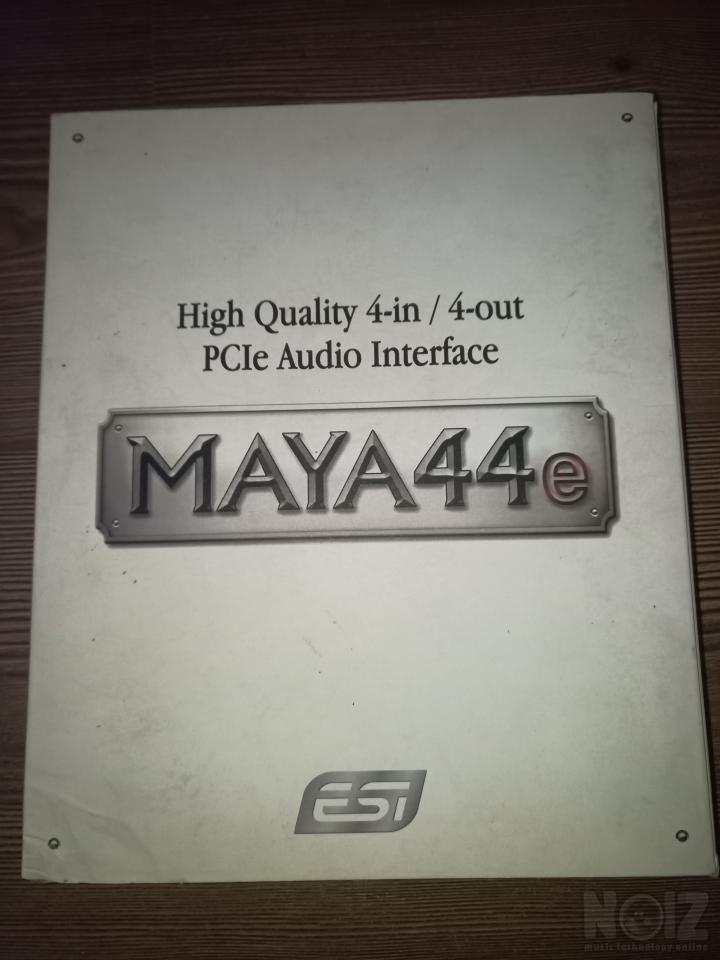 High Quality 4-in / 4-out
PCIe Audio Interface
MAYA44e
ESI
NOIZ
music technology online